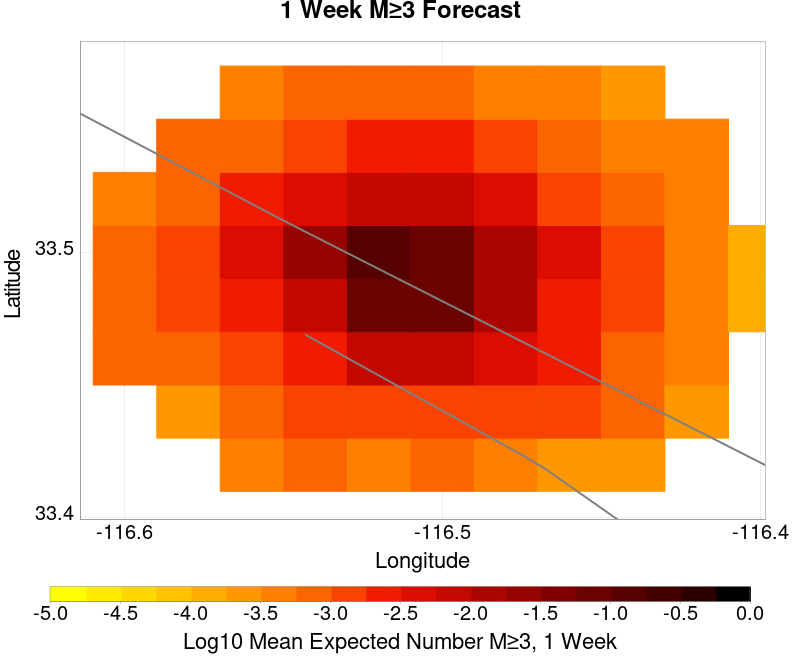 1 Week M≥3 Forecast
Latitude
33.5
33.4
-116.6 -116.5 -116.4
Longitude
-5.0 -4.5 -4.0 -3.5 -3.0 -2.5 -2.0 -1.5 -1.0 -0.5 0.0
Log10 Mean Expected Number M≥3, 1 Week